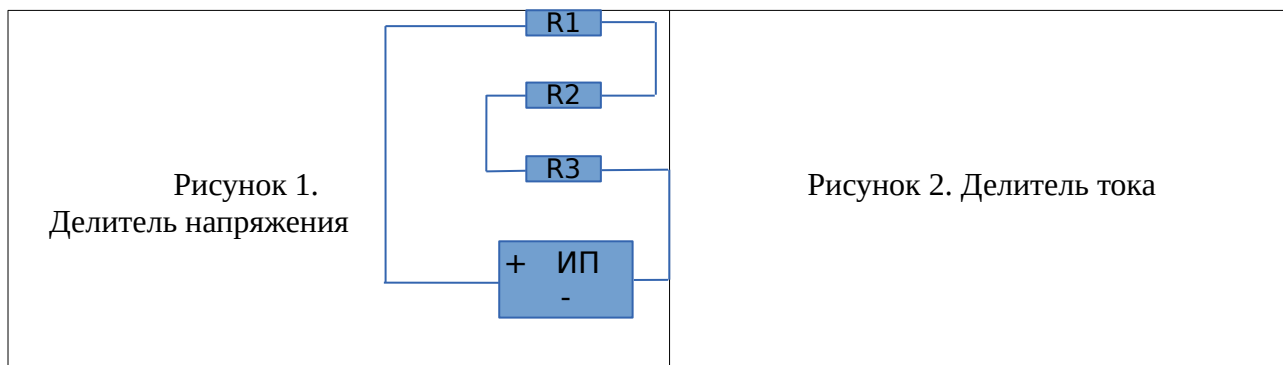 R1
R2
R3
Рисунок 1.
Делитель напряжения
+ ИП
-
Рисунок 2. Делитель тока